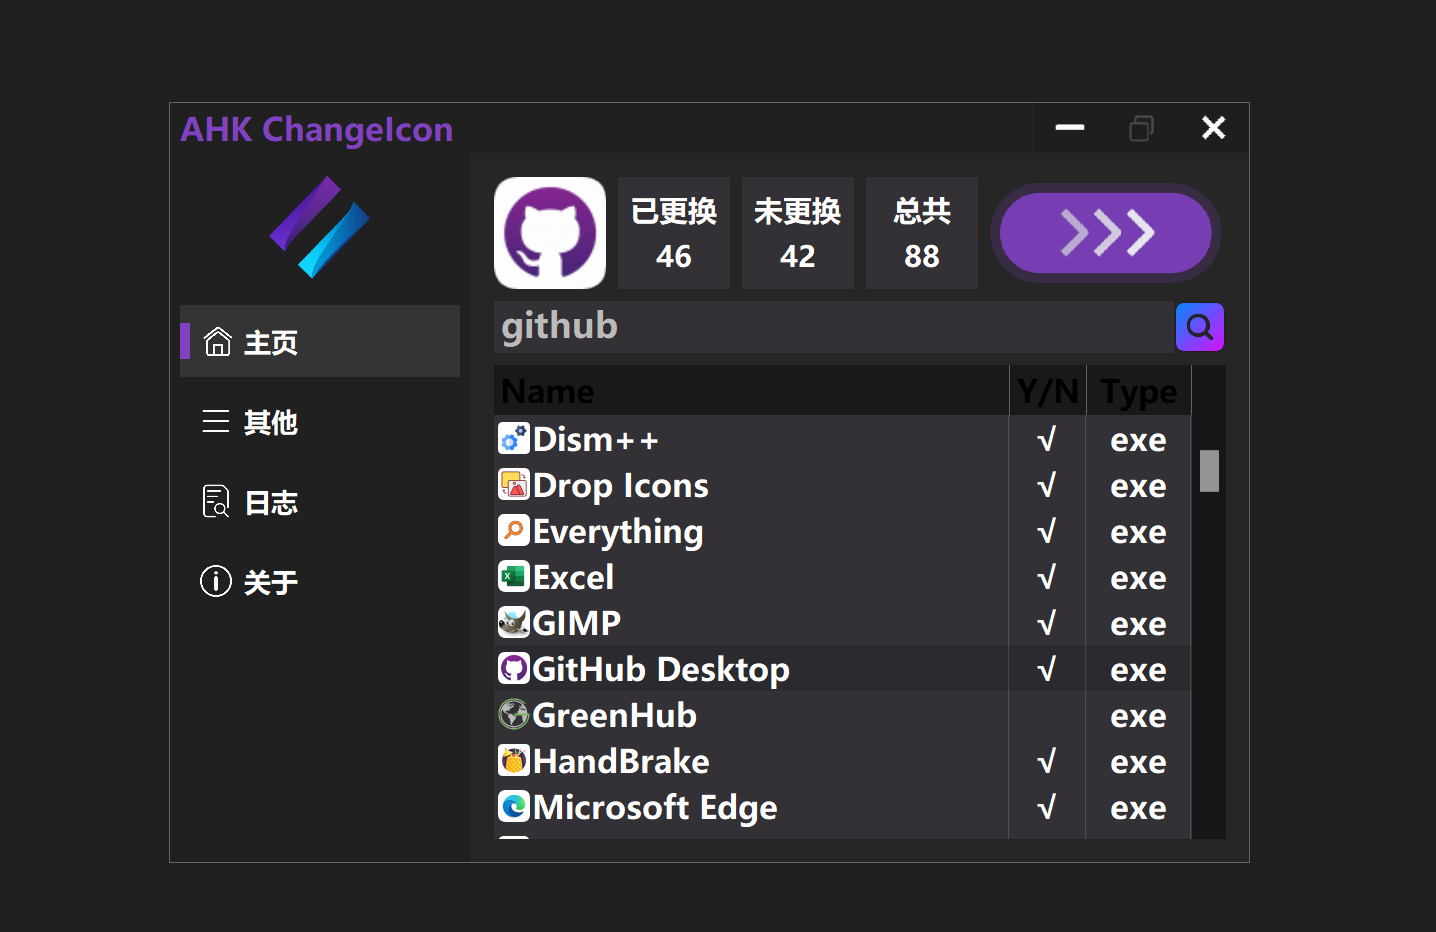 AHK ChangeIcon
主页
其他
日志
关于
已更换 未更换 总共
46 42 88
github
Name Y/N Type
Dism++ √ exe
Drop Icons √ exe
Everything √ exe
Excel √ exe
GIMP √ exe
GitHub Desktop √ exe
GreenHub exe
HandBrake √ exe
Microsoft Edge √ exe